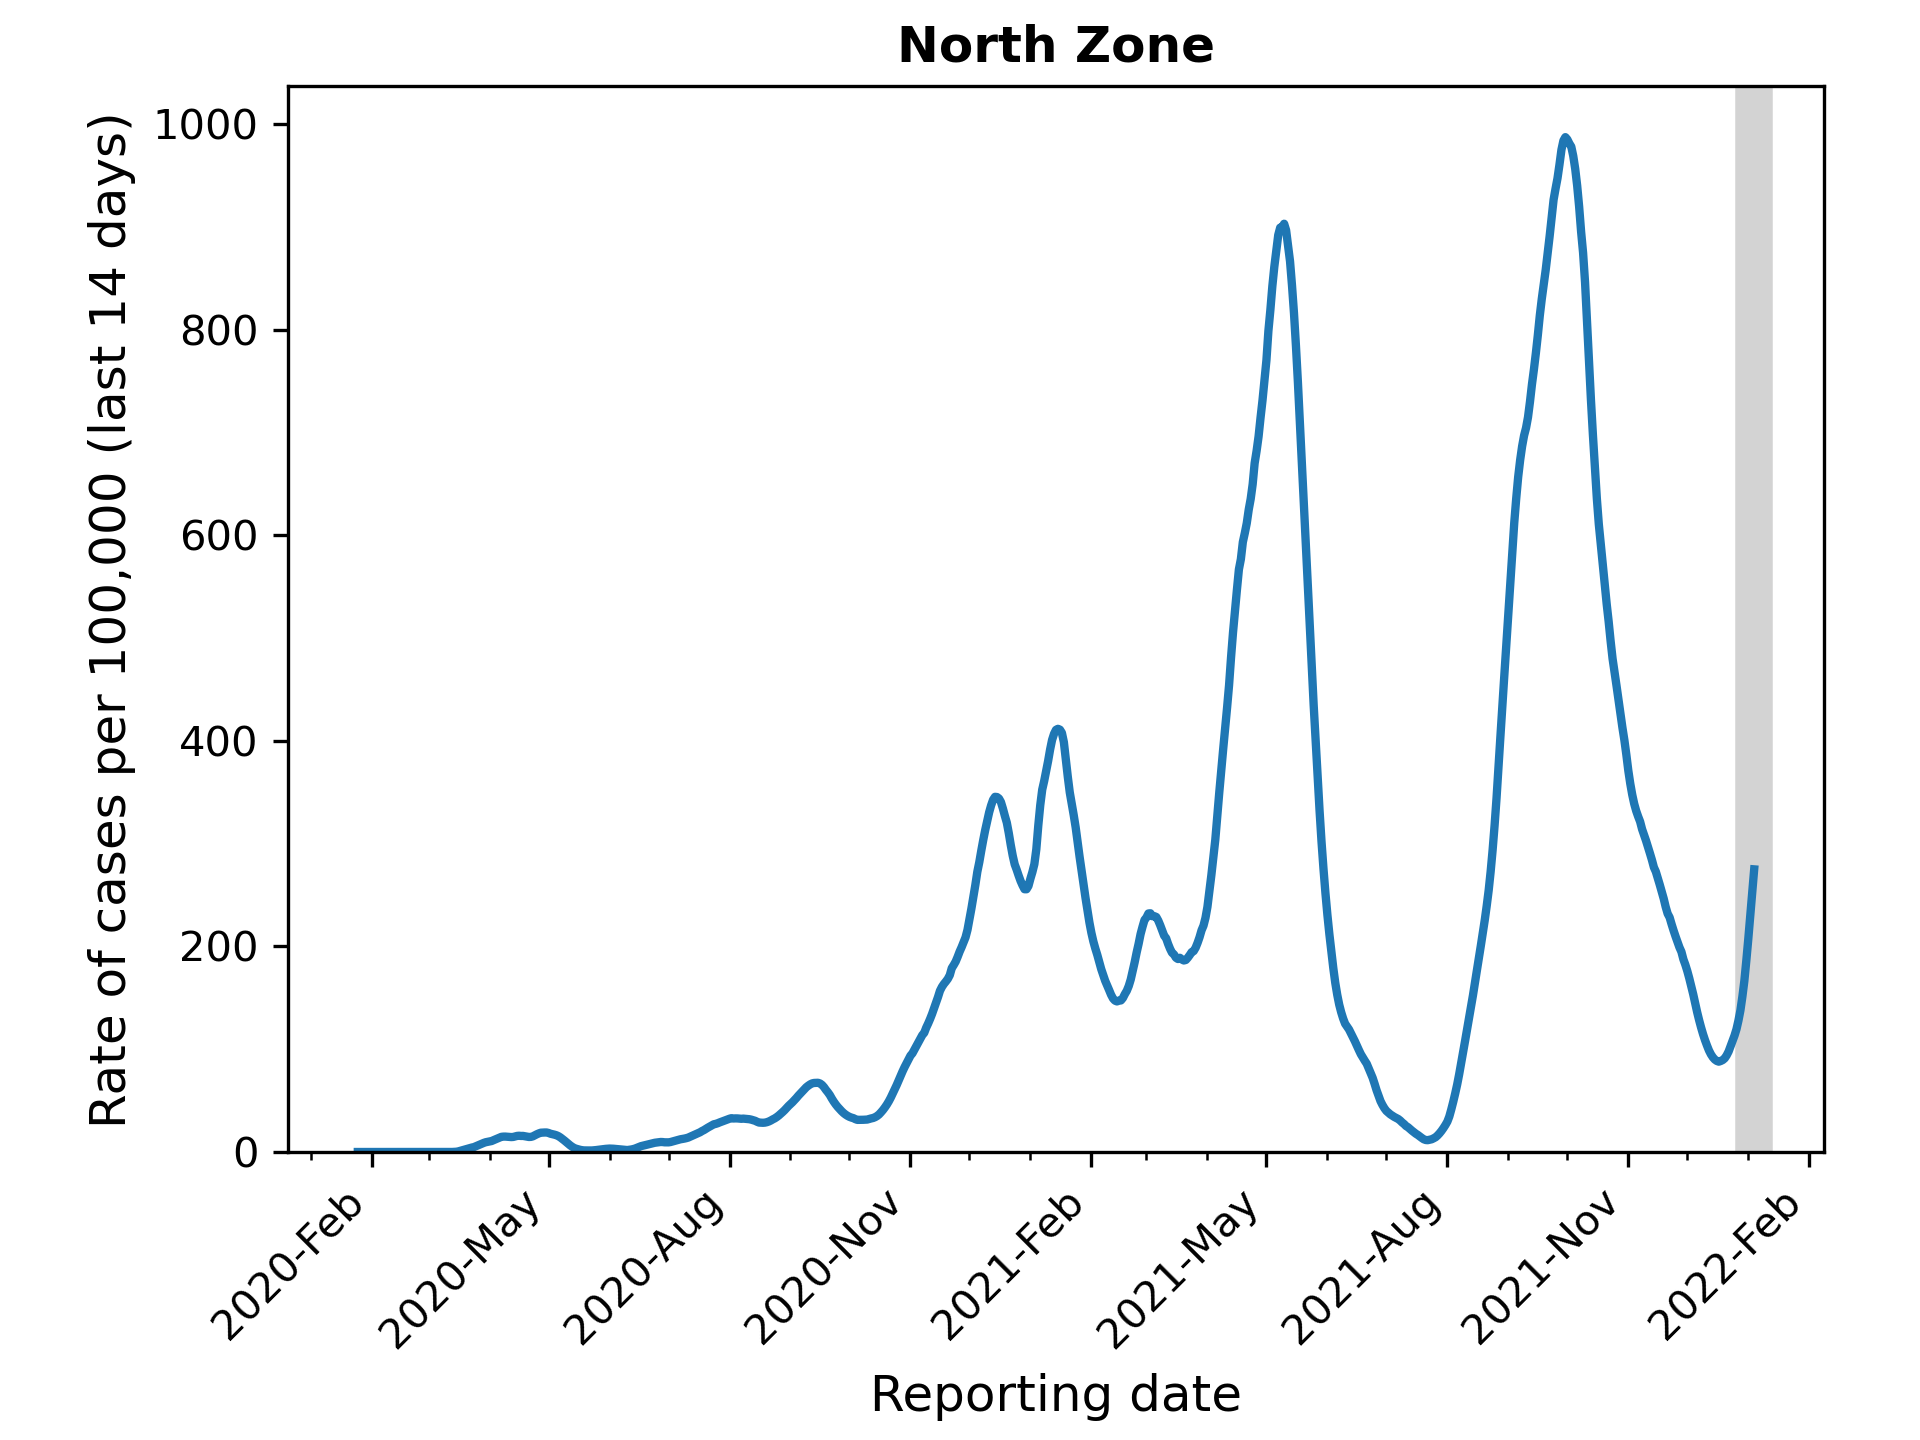 North Zone
Rate of cases per 100,000 (last 14 days)
1000
800
600
400
200
0
2020-Feb
2020-May
2020-Aug
2020-Nov
2021-Feb
2021-May
2021-Aug
2021-Nov
2022-Feb
Reporting date